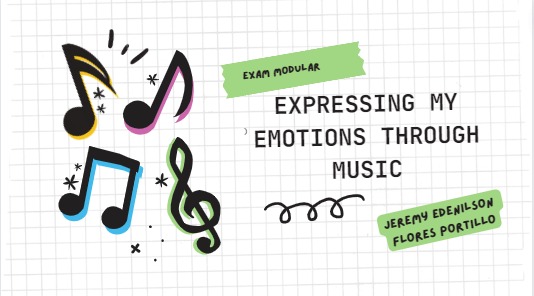 EXAM MODULAR
EXPRESSING MY
EMOTIONS THROUGH
MUSIC
JEREMY EDENILSON
FLORES PORTILLO